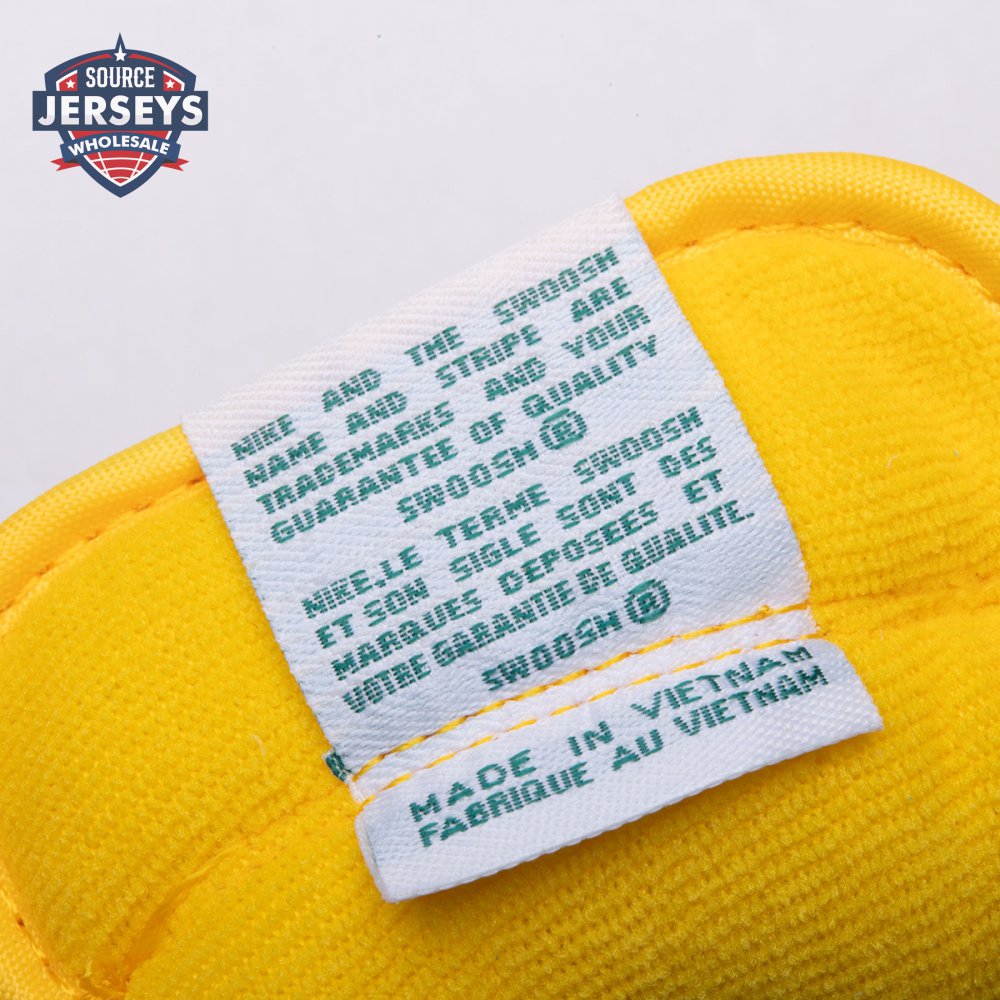 SOURCE
JERSEYS
WHOLESALE
NIKE AND THE SWOOSH
NAME AND STRIPE ARE
TRADEMARKS AND YOUR
GUARANTEE OF QUALITY
SWOOSH®
NIKE.LE TERME SWOOSH
ET SON SIGLE SONT DES
MARQUES DEPOSEES ET
VOTRE GARANTIE DE QUALITE.
SWOOSH®
MADE IN VIETNAM
FABRIQUE AU VIETNAM